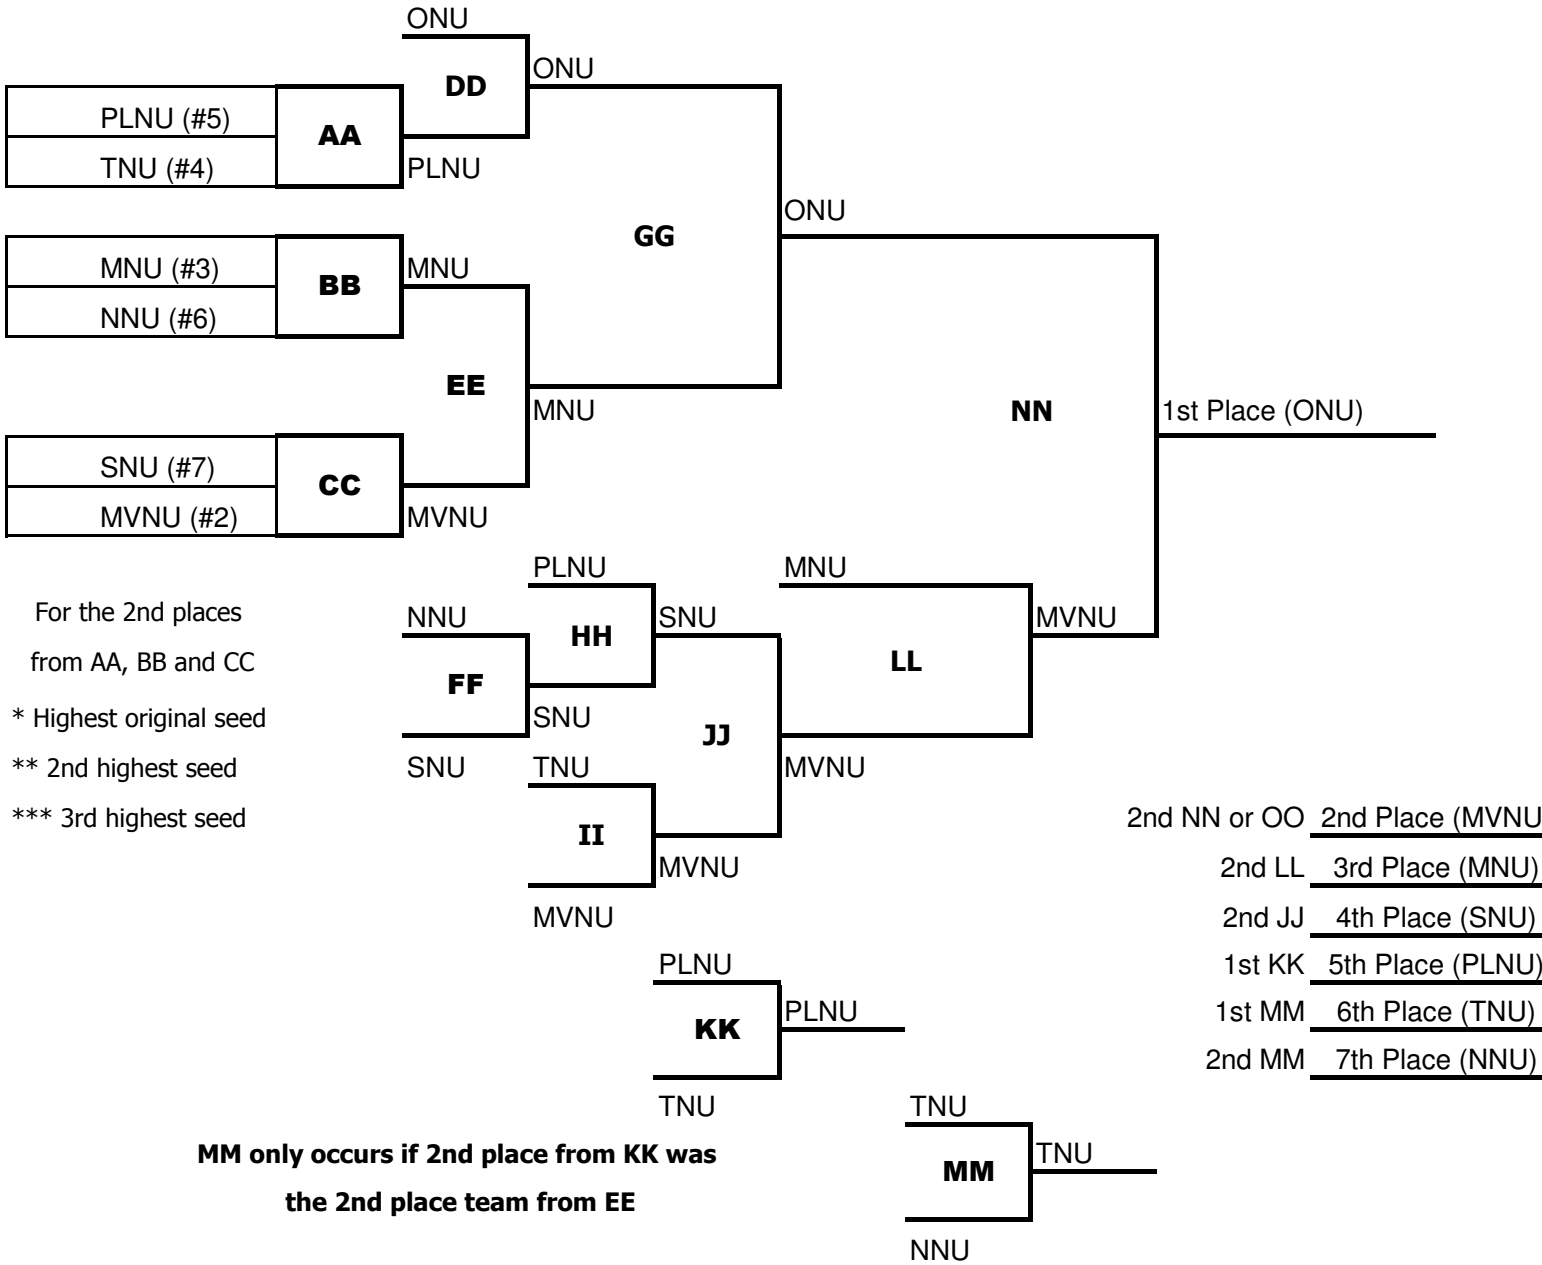 ONU
DD
ONU
PLNU (#5)
AA
TNU (#4)
PLNU
ONU
GG
MNU (#3)
BB
MNU
NNU (#6)
EE
MNU
NN
1st Place (ONU)
SNU (#7)
CC
MVNU (#2)
MVNU
PLNU
MNU
For the 2nd places
NNU
HH
SNU
MVNU
from AA, BB and CC
LL
FF
* Highest original seed
SNU
JJ
** 2nd highest seed
SNU
TNU
MVNU
*** 3rd highest seed
II
2nd NN or OO 2nd Place (MVNU
MVNU
2nd LL 3rd Place (MNU)
MVNU
2nd JJ 4th Place (SNU)
PLNU
1st KK 5th Place (PLNU)
KK
PLNU
1st MM 6th Place (TNU)
2nd MM 7th Place (NNU)
TNU
TNU
MM only occurs if 2nd place from KK was
MM
TNU
the 2nd place team from EE
NNU